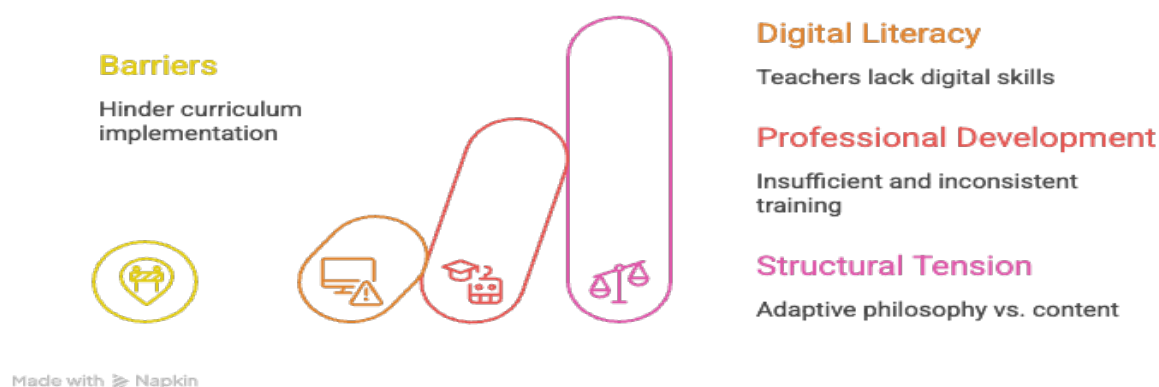 Barriers
Hinder curriculum
implementation
Digital Literacy
Teachers lack digital skills
Professional Development
Insufficient and inconsistent
training
Structural Tension
Adaptive philosophy vs. content
Made with Napkin